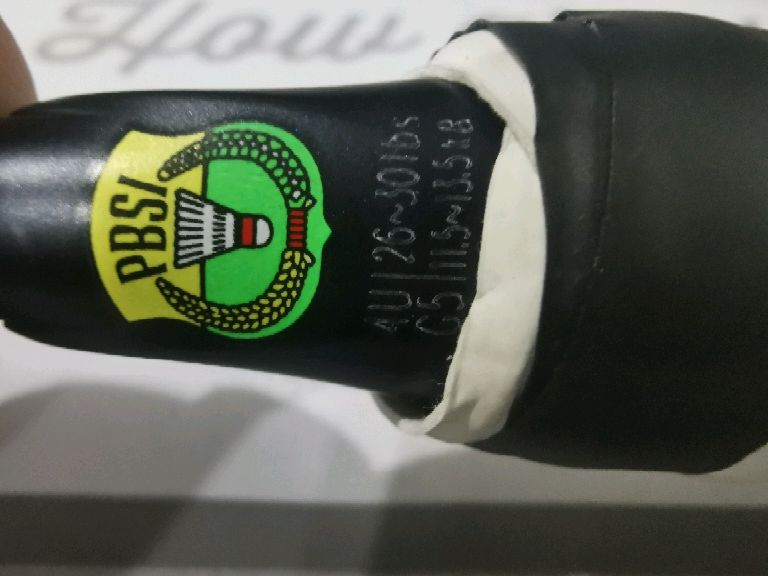 How
PBSI
4U | 26~30lbs
G5 | 11.5~13.5kg